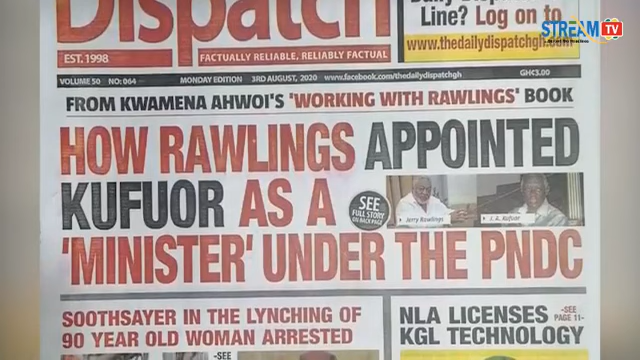 Dispatch
Line? Log on to
www.thedailydispatchgh.com
STREAM TV
EST.1998
FACTUALLY RELIABLE, RELIABLY FACTUAL
VOLUME 50 NO: 064 MONDAY EDITION 3RD AUGUST, 2020 www.facebook.com/thedailydispatchgh GH¢3.00
FROM KWAMENA AHWOI'S 'WORKING WITH RAWLINGS' BOOK
HOW RAWLINGS APPOINTED
KUFUOR AS A
'MINISTER' UNDER THE PNDC
SEE
FULL STORY
ON BACK PAGE
Jerry Rawlings
J. A. Kufuor
SOOTHSAYER IN THE LYNCHING OF
90 YEAR OLD WOMAN ARRESTED
-SEE
NLA LICENSES
KGL TECHNOLOGY
-SEE
PAGE 11-